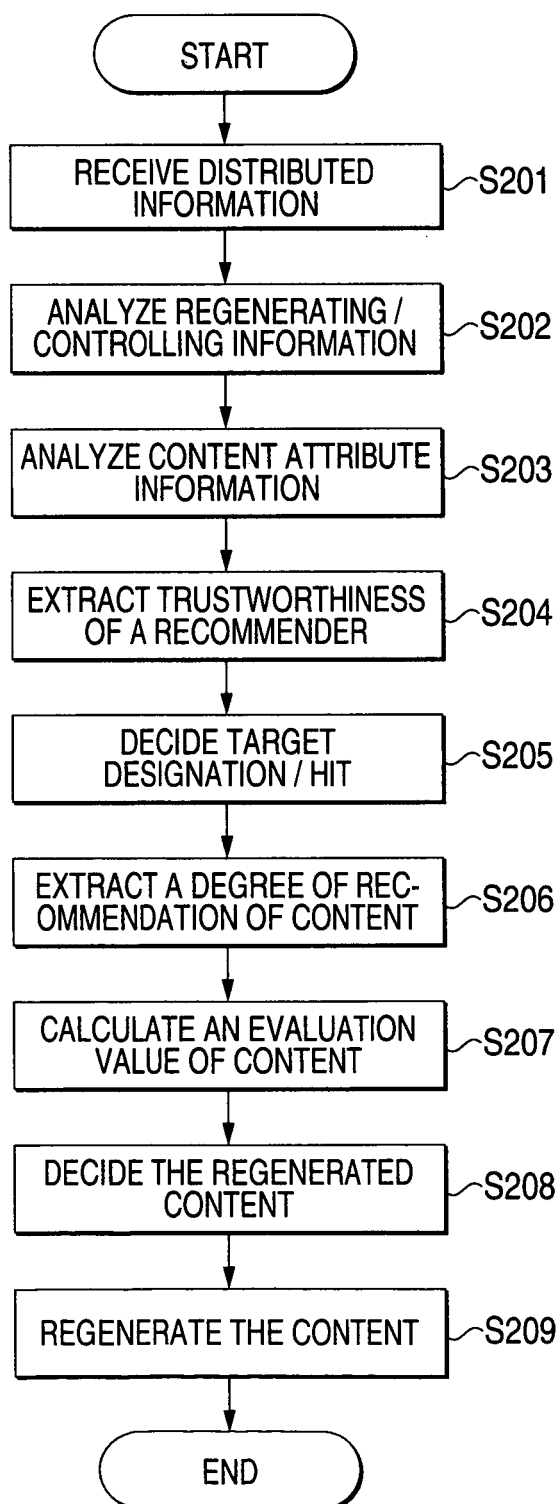 START
RECEIVE DISTRIBUTED
INFORMATION
S201
ANALYZE REGENERATING /
CONTROLLING INFORMATION
S202
ANALYZE CONTENT ATTRIBUTE
INFORMATION
S203
EXTRACT TRUSTWORTHINESS
OF A RECOMMENDER
S204
DECIDE TARGET
DESIGNATION / HIT
S205
EXTRACT A DEGREE OF REC-
OMMENDATION OF CONTENT
S206
CALCULATE AN EVALUATION
VALUE OF CONTENT
S207
DECIDE THE REGENERATED
CONTENT
S208
REGENERATE THE CONTENT
S209
END